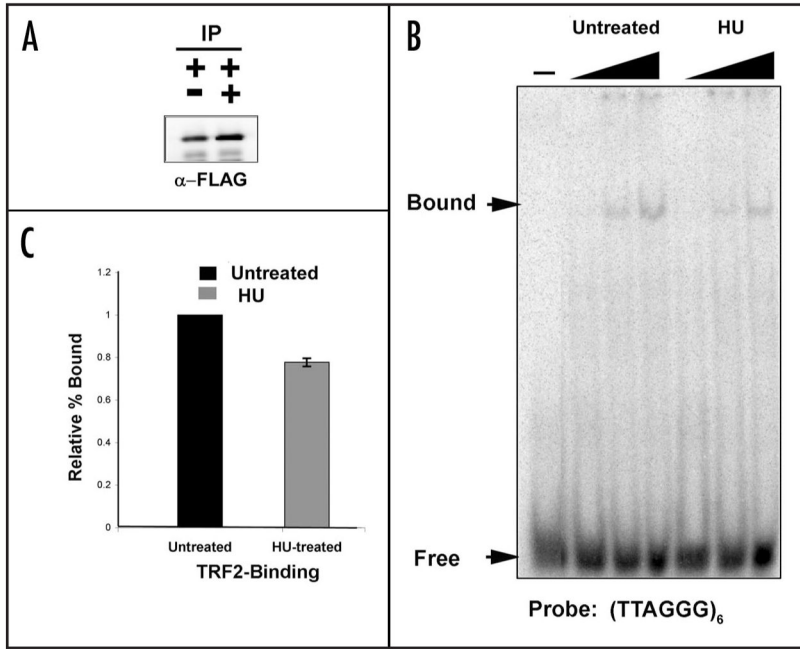 A
IP
+ +
- +
α–FLAG
B
Untreated HU
–
Bound
Free
Probe: (TTAGGG)₆
C
Untreated
HU
1.2
1
0.8
0.6
0.4
0.2
0
Relative % Bound
Untreated HU-treated
TRF2-Binding